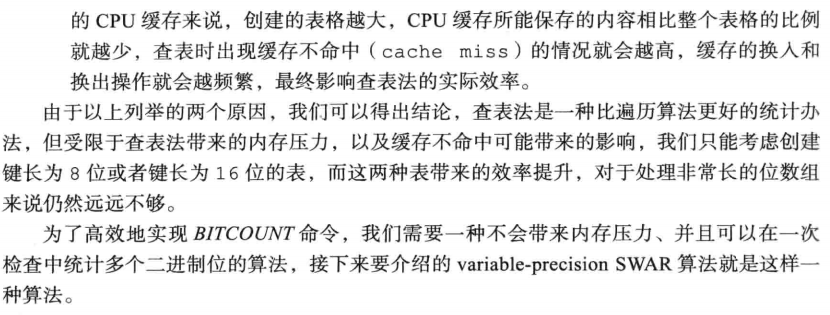 的 CPU 缓存来说，创建的表格越大，CPU 缓存所能保存的内容相比整个表格的比例
就越少，查表时出现缓存不命中（cache miss）的情况就会越高，缓存的换入和
换出操作就会越频繁，最终影响查表法的实际效率。
由于以上列举的两个原因，我们可以得出结论，查表法是一种比遍历算法更好的统计办
法，但受限于查表法带来的内存压力，以及缓存不命中可能带来的影响，我们只能考虑创建
键长为 8 位或者键长为 16 位的表，而这两种表带来的效率提升，对于处理非常长的位数组
来说仍然远远不够。
为了高效地实现 BITCOUNT 命令，我们需要一种不会带来内存压力、并且可以在一次
检查中统计多个二进制位的算法，接下来要介绍的 variable-precision SWAR 算法就是这样一
种算法。